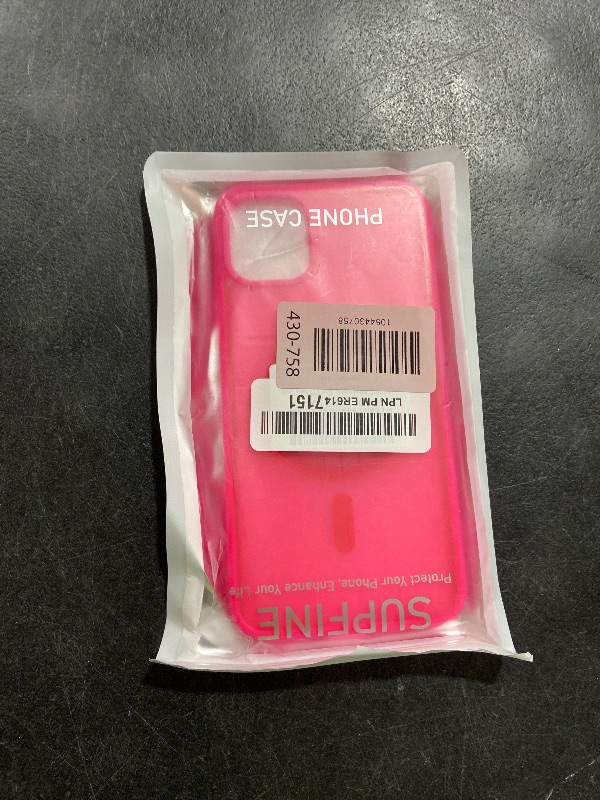 SUPFINE
Protect Your Phone, Enhance Your Life
LPN PM ER614 7151
1054430758
430-758
PHONE CASE